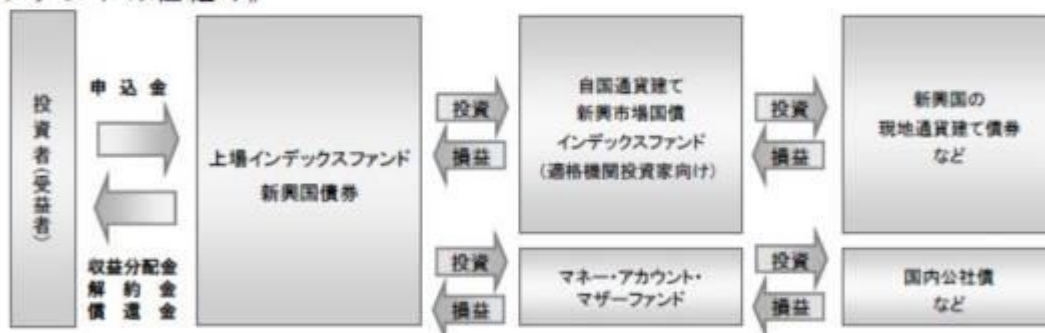 投資者(受益者)
申込金
収益分配金
解約金
償還金
上場インデックスファンド
新興国債券
投資
損益
自国通貨建て
新興市場国債
インデックスファンド
(適格機関投資家向け)
投資
損益
新興国の
現地通貨建て債券
など
投資
損益
マネー・アカウント・
マザーファンド
投資
損益
国内公社債
など